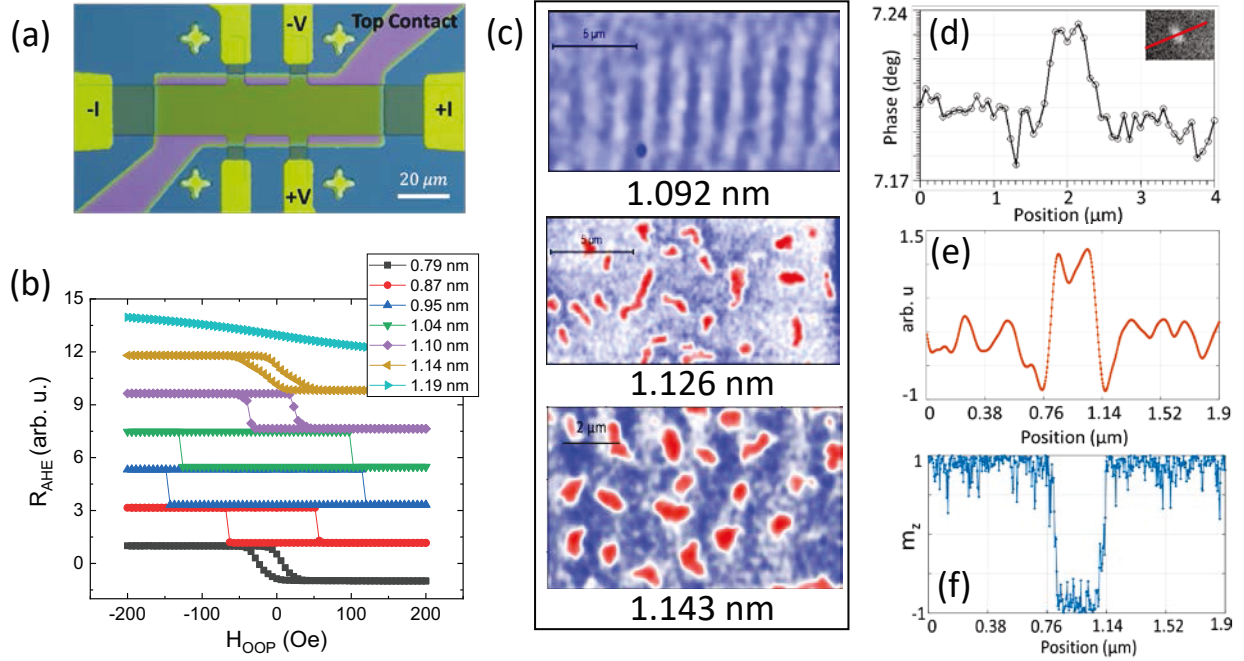 (a)
-V
Top Contact
-I
+I
+V
20 μm
(b)
0.79 nm
0.87 nm
0.95 nm
1.04 nm
1.10 nm
1.14 nm
1.19 nm
15
12
9
6
3
0
R_AHE (arb. u.)
-200 -100 0 100 200
H_OOP (Oe)
(c)
1.092 nm
5 μm
1.126 nm
2 μm
1.143 nm
(d)
7.24
Phase (deg)
7.17
0 1 2 3 4
Position (μm)
(e)
1.5
arb. u
-1
0 0.38 0.76 1.14 1.52 1.9
Position (μm)
1
m_z
(f)
-1
0 0.38 0.76 1.14 1.52 1.9
Position (μm)